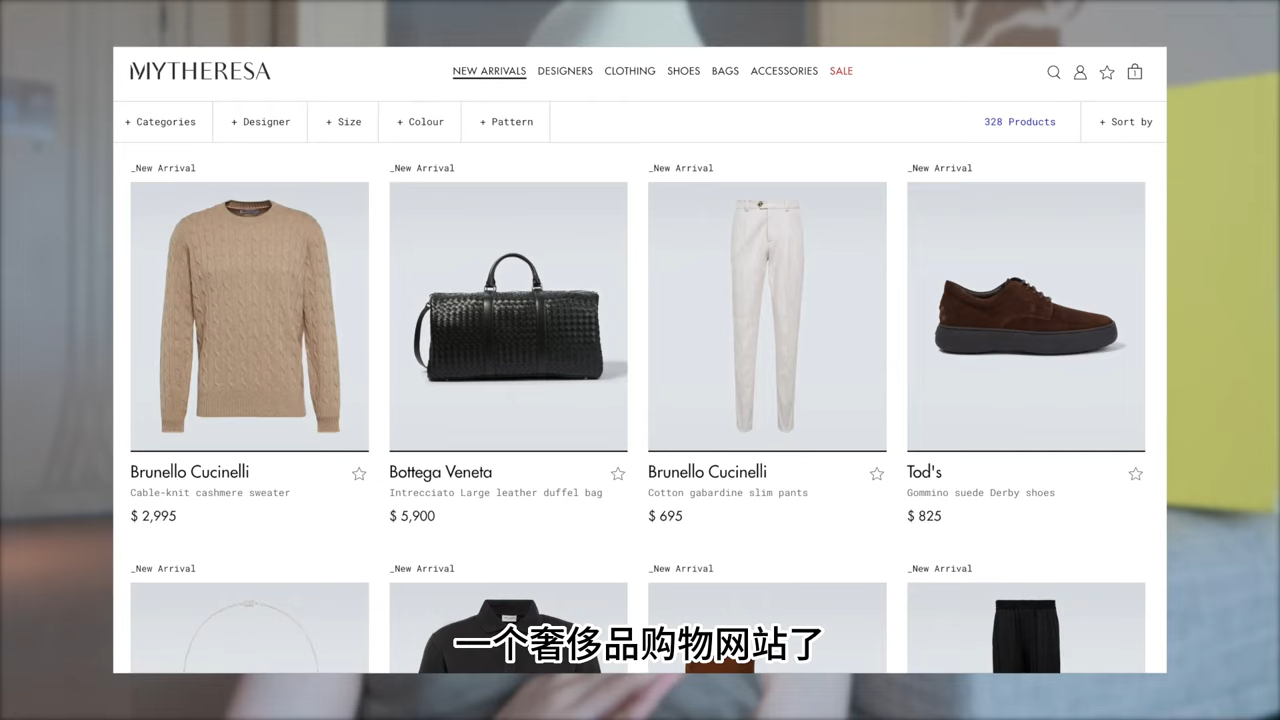 MYTHERESA
NEW ARRIVALS DESIGNERS CLOTHING SHOES BAGS ACCESSORIES SALE
1
+ Categories + Designer + Size + Colour + Pattern 328 Products + Sort by
_New Arrival _New Arrival _New Arrival _New Arrival
Brunello Cucinelli Bottega Veneta Brunello Cucinelli Tod's
Cable-knit cashmere sweater Intrecciato Large leather duffel bag Cotton gabardine slim pants Gommino suede Derby shoes
$ 2,995 $ 5,900 $ 695 $ 825
_New Arrival _New Arrival _New Arrival _New Arrival
一个奢侈品购物网站了